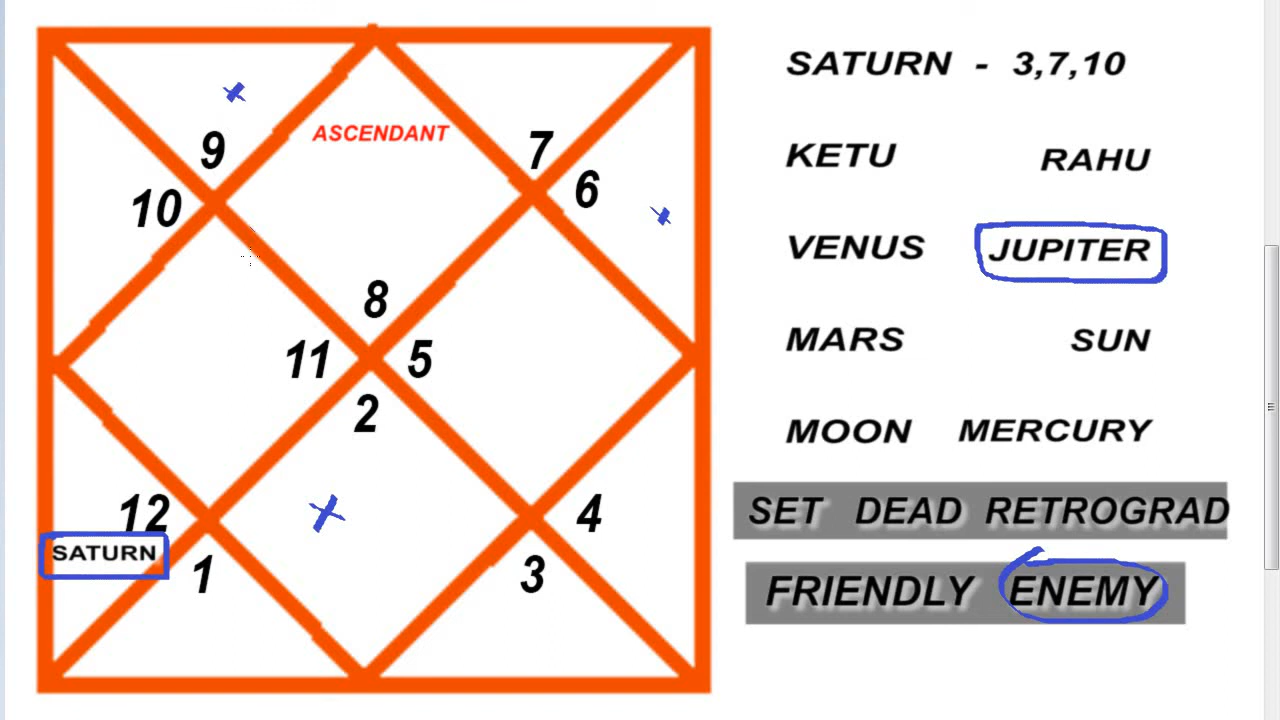 SATURN - 3,7,10
ASCENDANT
9
7
KETU
RAHU
10
6
VENUS
JUPITER
8
11
5
MARS
SUN
2
MOON
MERCURY
12
4
SET DEAD RETROGRAD
SATURN
1
3
FRIENDLY ENEMY